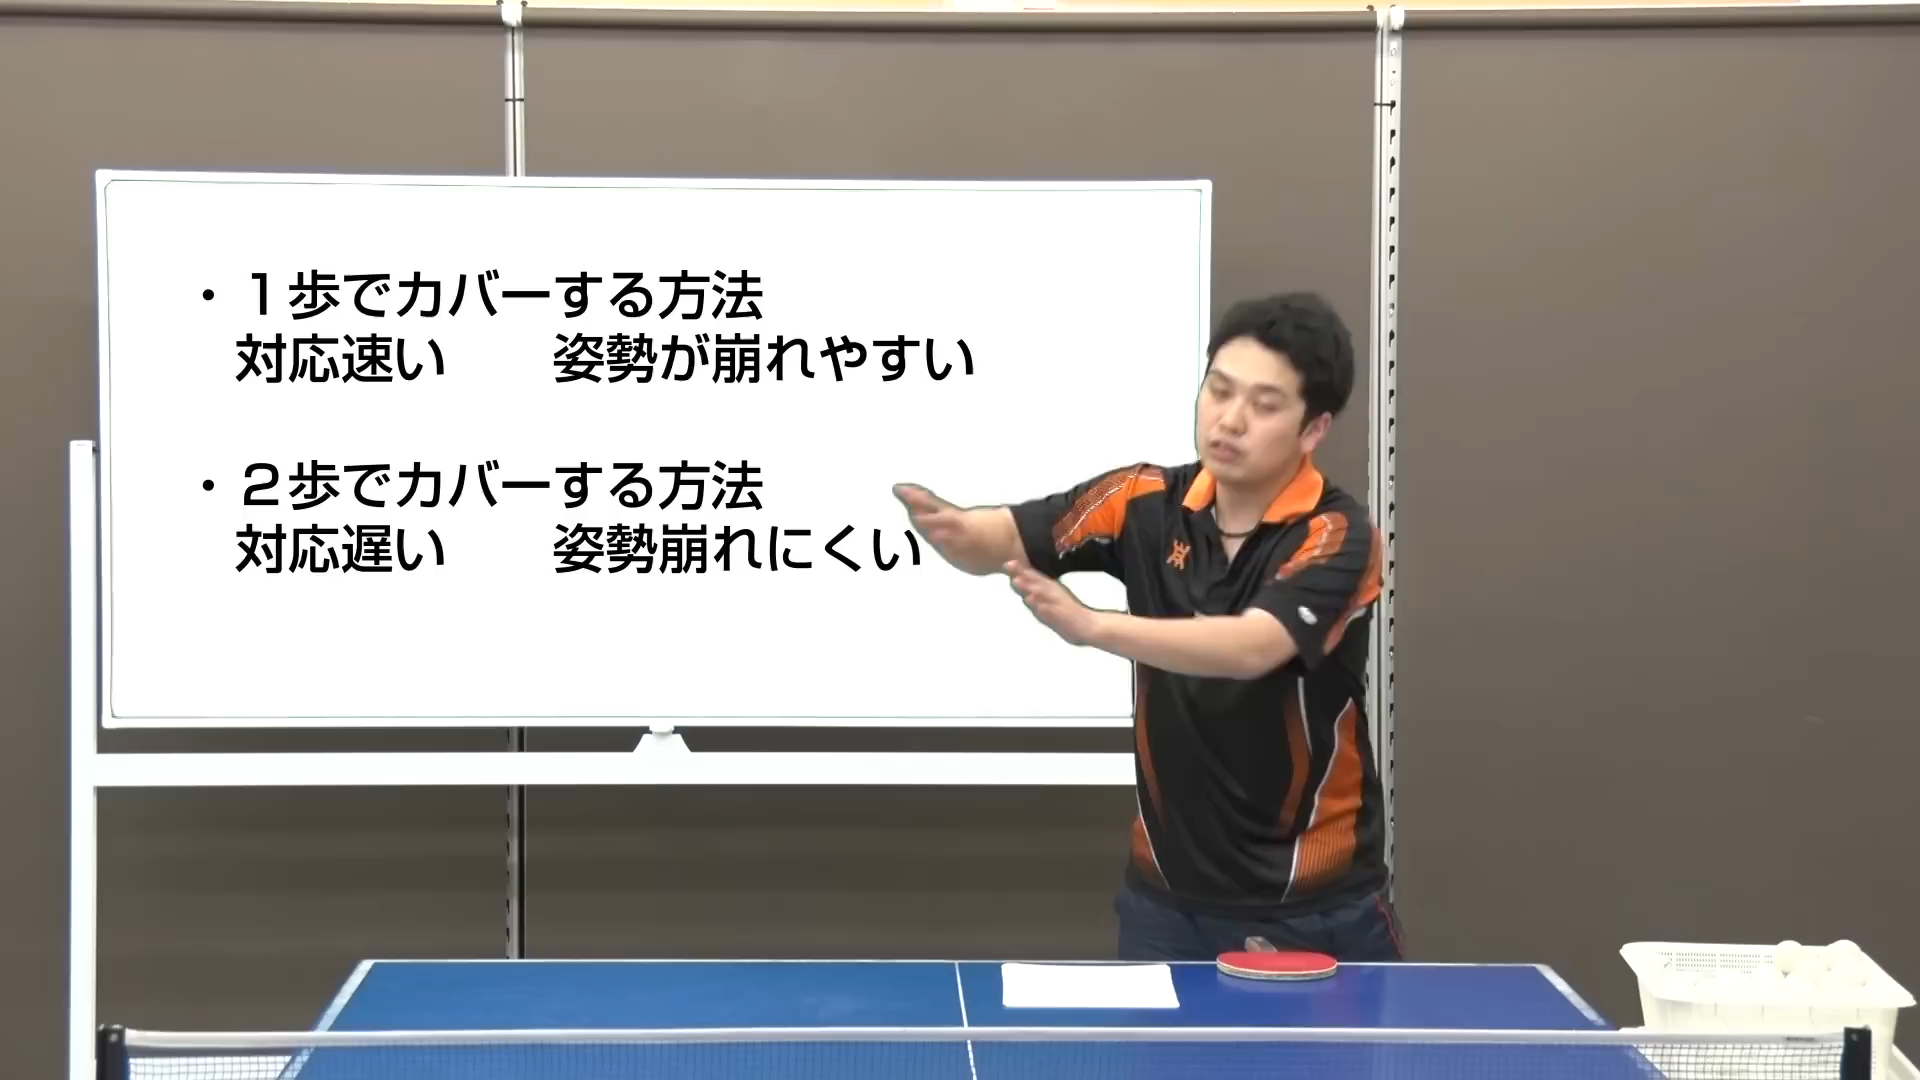 ・１歩でカバーする方法
対応速い　　姿勢が崩れやすい
・２歩でカバーする方法
対応遅い　　姿勢崩れにくい